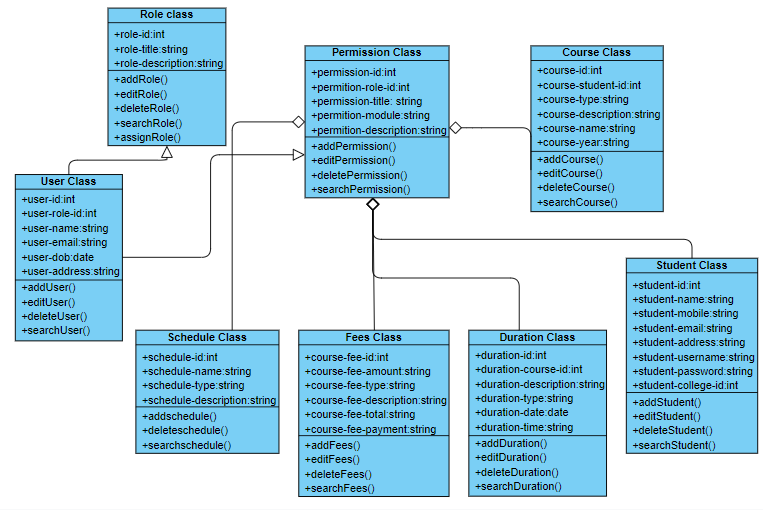 Role class
+role-id:int
+role-title:string
+role-description:string
+addRole()
+editRole()
+deleteRole()
+searchRole()
+assignRole()
Permission Class
+permission-id:int
+permition-role-id:int
+permission-title: string
+permition-module:string
+permition-description:string
+addPermission()
+editPermission()
+deletePermission()
+searchPermission()
Course Class
+course-id:int
+course-student-id:int
+course-type:string
+course-description:string
+course-name:string
+course-year:string
+addCourse()
+editCourse()
+deleteCourse()
+searchCourse()
User Class
+user-id:int
+user-role-id:int
+user-name:string
+user-email:string
+user-dob:date
+user-address:string
+addUser()
+editUser()
+deleteUser()
+searchUser()
Student Class
+student-id:int
+student-name:string
+student-mobile:string
+student-email:string
+student-address:string
+student-username:string
+student-password:string
+student-college-id:int
+addStudent()
+editStudent()
+deleteStudent()
+searchStudent()
Schedule Class
+schedule-id:int
+schedule-name:string
+schedule-type:string
+schedule-description:string
+addschedule()
+deleteschedule()
+searchschedule()
Fees Class
+course-fee-id:int
+course-fee-amount:string
+course-fee-type:string
+course-fee-description:string
+course-fee-total:string
+course-fee-payment:string
+addFees()
+editFees()
+deleteFees()
+searchFees()
Duration Class
+duration-id:int
+duration-course-id:int
+duration-description:string
+duration-type:string
+duration-date:date
+duration-time:string
+addDuration()
+editDuration()
+deleteDuration()
+searchDuration()